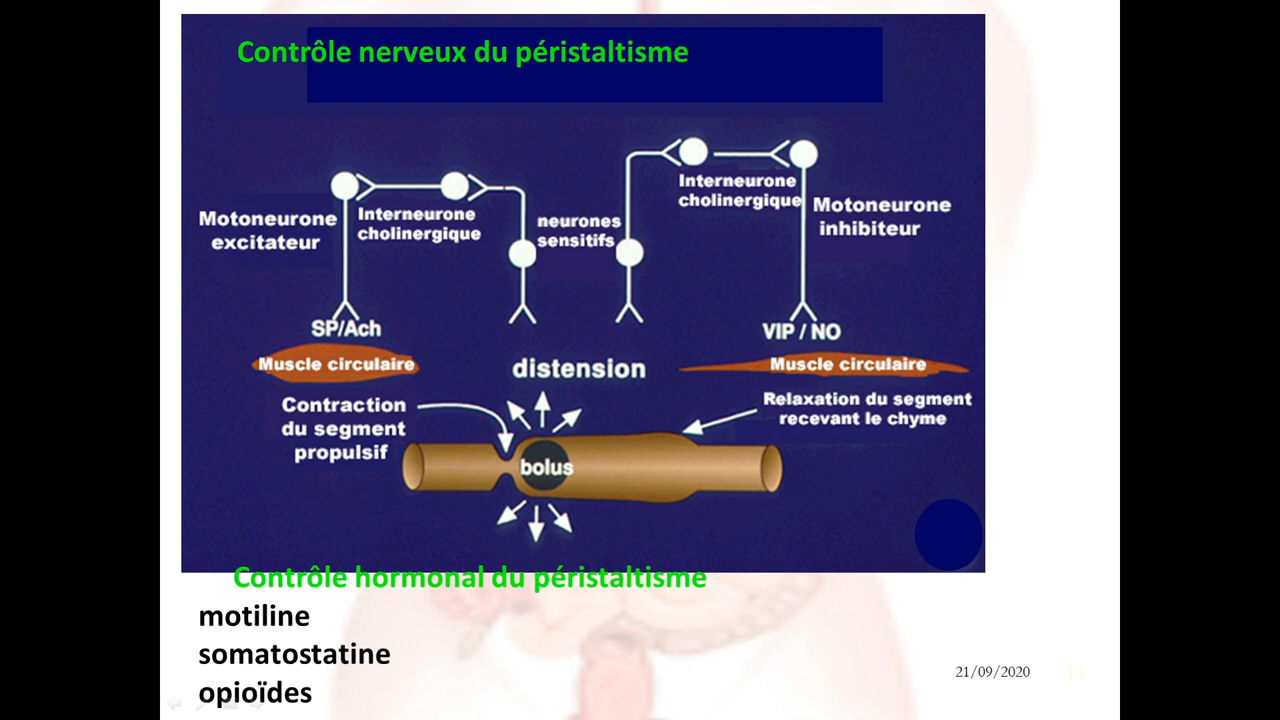 Contrôle nerveux du péristaltisme
Motoneurone
excitateur
Interneurone
cholinergique
neurones
sensitifs
Interneurone
cholinergique
Motoneurone
inhibiteur
SP/Ach
VIP / NO
Muscle circulaire
distension
Muscle circulaire
Contraction
du segment
propulsif
Relaxation du segment
recevant le chyme
bolus
Contrôle hormonal du péristaltisme
motiline
somatostatine
opioïdes
21/09/2020
14